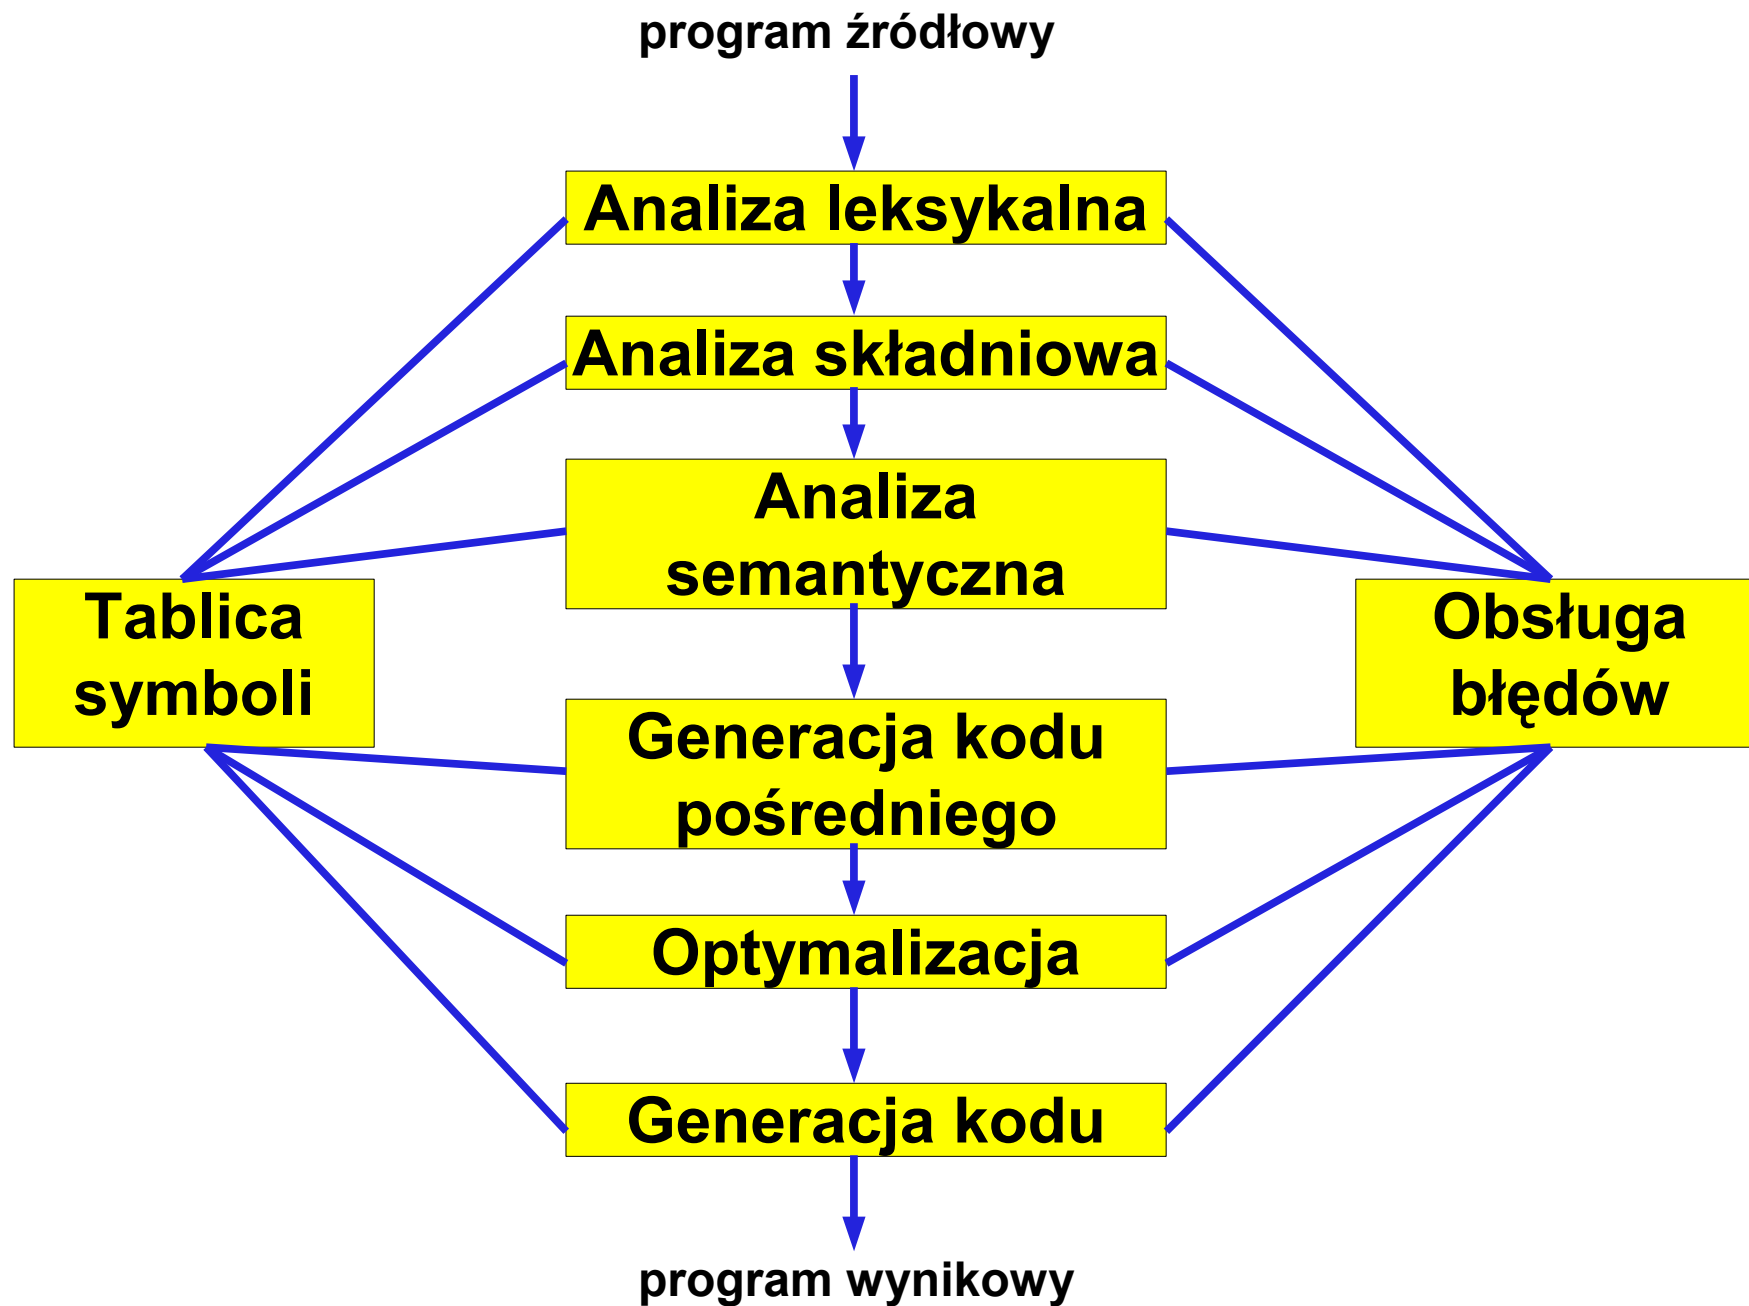 program źródłowy
Analiza leksykalna
Analiza składniowa
Analiza
semantyczna
Tablica
symboli
Obsługa
błędów
Generacja kodu
pośredniego
Optymalizacja
Generacja kodu
program wynikowy